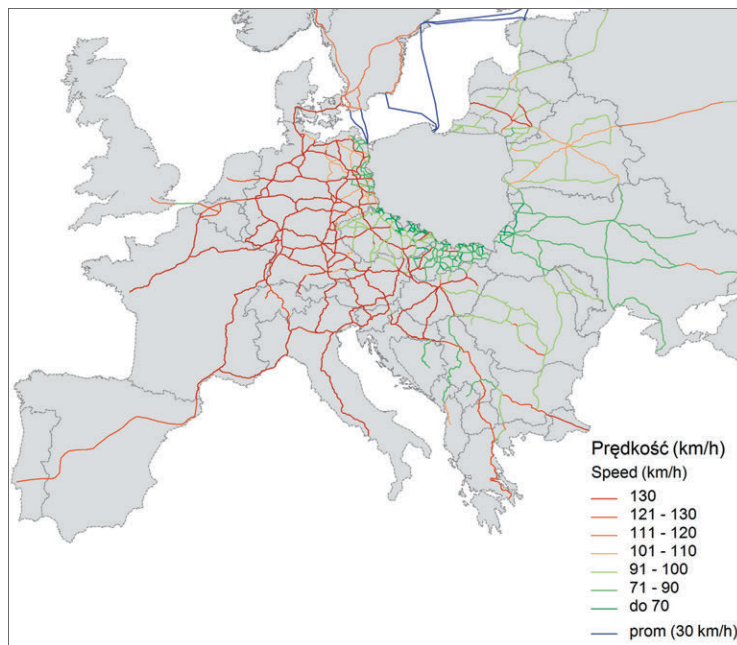 Prędkość (km/h)
Speed (km/h)
130
121 - 130
111 - 120
101 - 110
91 - 100
71 - 90
do 70
prom (30 km/h)